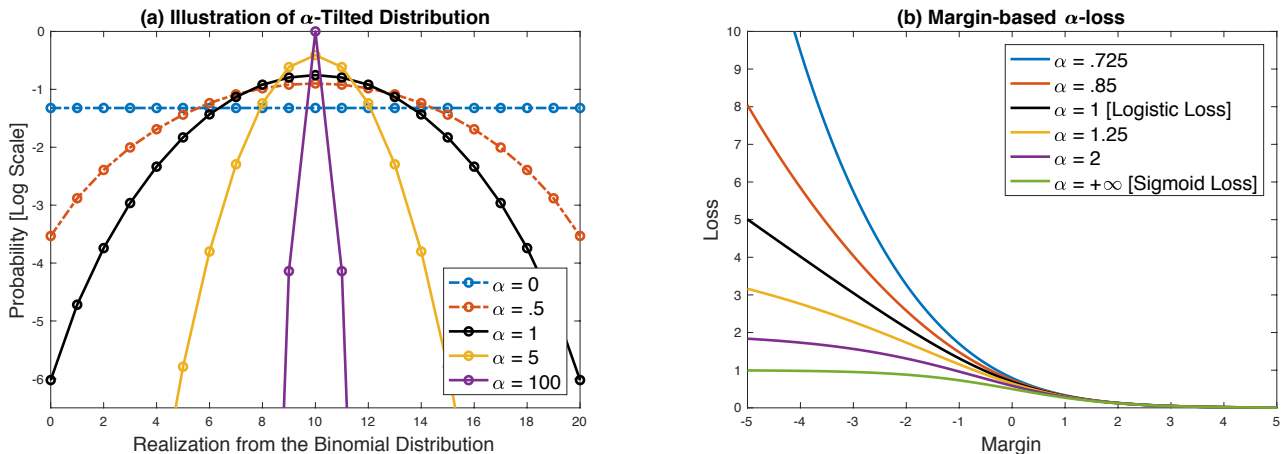 (a) Illustration of α-Tilted Distribution
Probability [Log Scale]
0
-1
-2
-3
-4
-5
-6
0 2 4 6 8 10 12 14 16 18 20
Realization from the Binomial Distribution
α = 0
α = .5
α = 1
α = 5
α = 100
(b) Margin-based α-loss
Loss
10
9
8
7
6
5
4
3
2
1
0
-5 -4 -3 -2 -1 0 1 2 3 4 5
Margin
α = .725
α = .85
α = 1 [Logistic Loss]
α = 1.25
α = 2
α = +∞ [Sigmoid Loss]